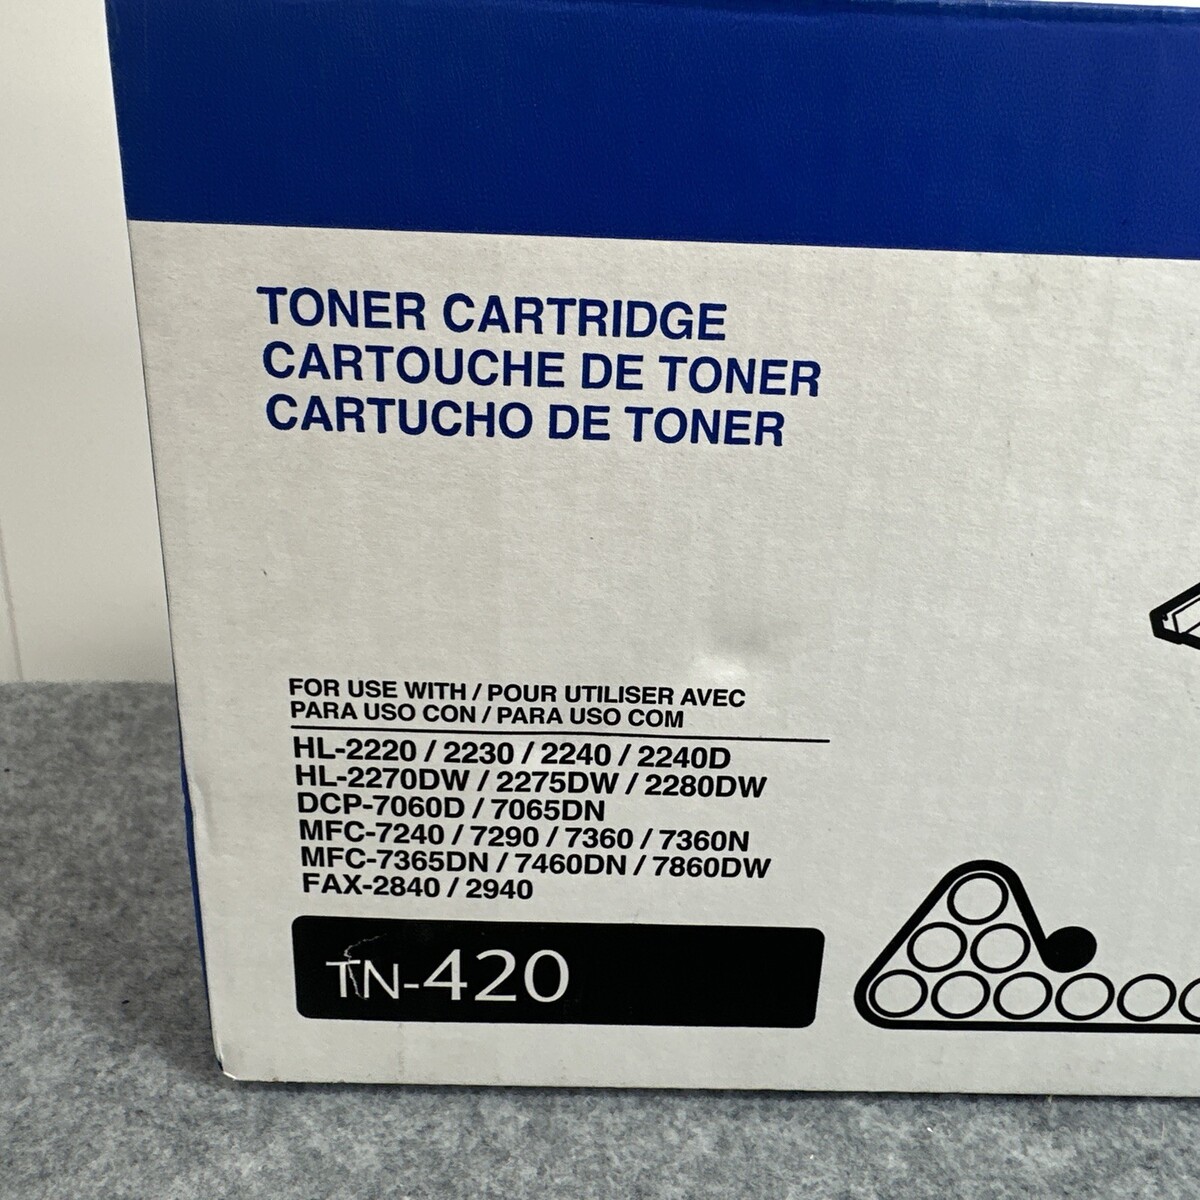 TONER CARTRIDGE
CARTOUCHE DE TONER
CARTUCHO DE TONER
FOR USE WITH / POUR UTILISER AVEC
PARA USO CON / PARA USO COM
HL-2220 / 2230 / 2240 / 2240D
HL-2270DW / 2275DW / 2280DW
DCP-7060D / 7065DN
MFC-7240 / 7290 / 7360 / 7360N
MFC-7365DN / 7460DN / 7860DW
FAX-2840 / 2940
TN-420